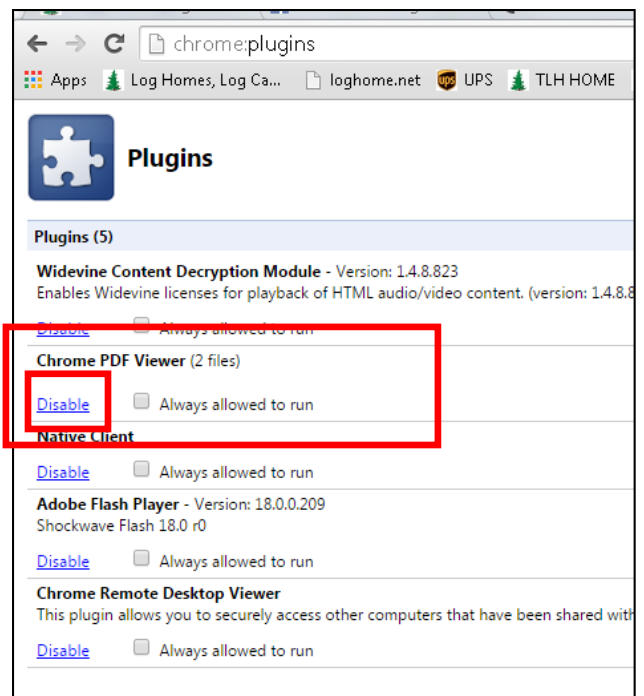 chrome:plugins
Apps Log Homes, Log Ca... loghome.net ups UPS TLH HOME
Plugins
Plugins (5)
Widevine Content Decryption Module - Version: 1.4.8.823
Enables Widevine licenses for playback of HTML audio/video content. (version: 1.4.8.8
Disable Always allowed to run
Chrome PDF Viewer (2 files)
Disable Always allowed to run
Native Client
Disable Always allowed to run
Adobe Flash Player - Version: 18.0.0.209
Shockwave Flash 18.0 r0
Disable Always allowed to run
Chrome Remote Desktop Viewer
This plugin allows you to securely access other computers that have been shared with
Disable Always allowed to run